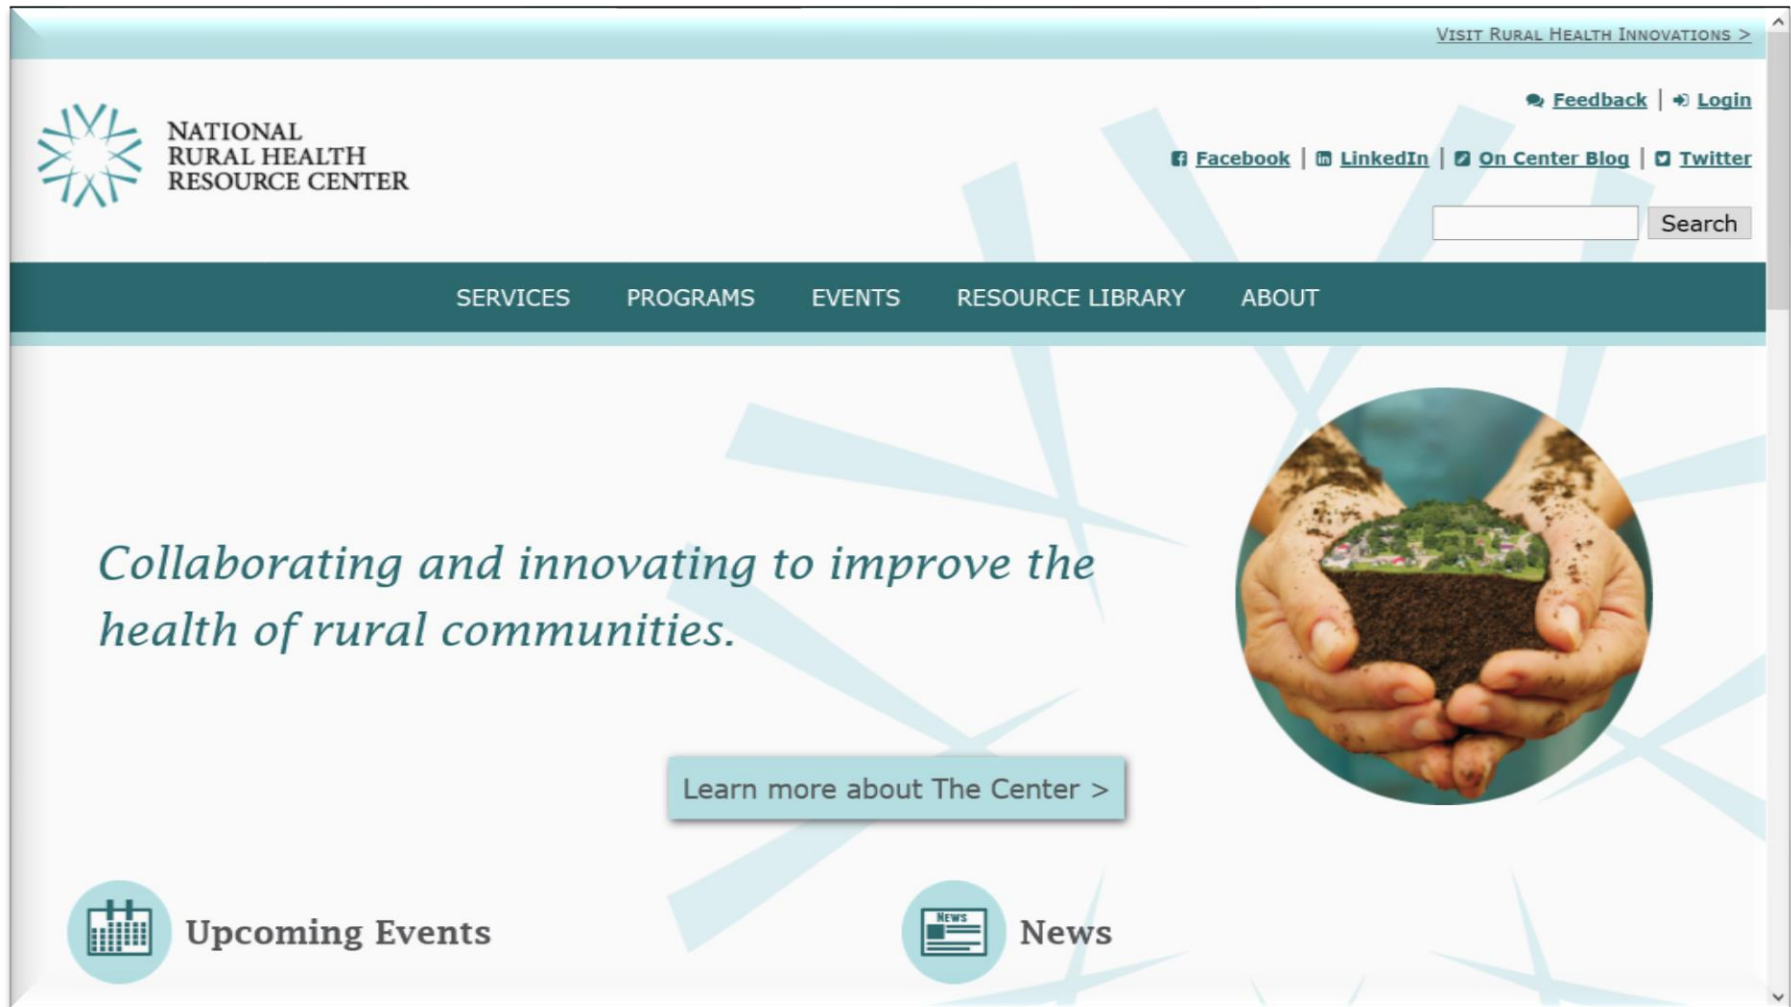 VISIT RURAL HEALTH INNOVATIONS >
Feedback | Login
NATIONAL
RURAL HEALTH
RESOURCE CENTER
Facebook | LinkedIn | On Center Blog | Twitter
Search
SERVICES PROGRAMS EVENTS RESOURCE LIBRARY ABOUT
Collaborating and innovating to improve the
health of rural communities.
Learn more about The Center >
Upcoming Events
NEWS
News